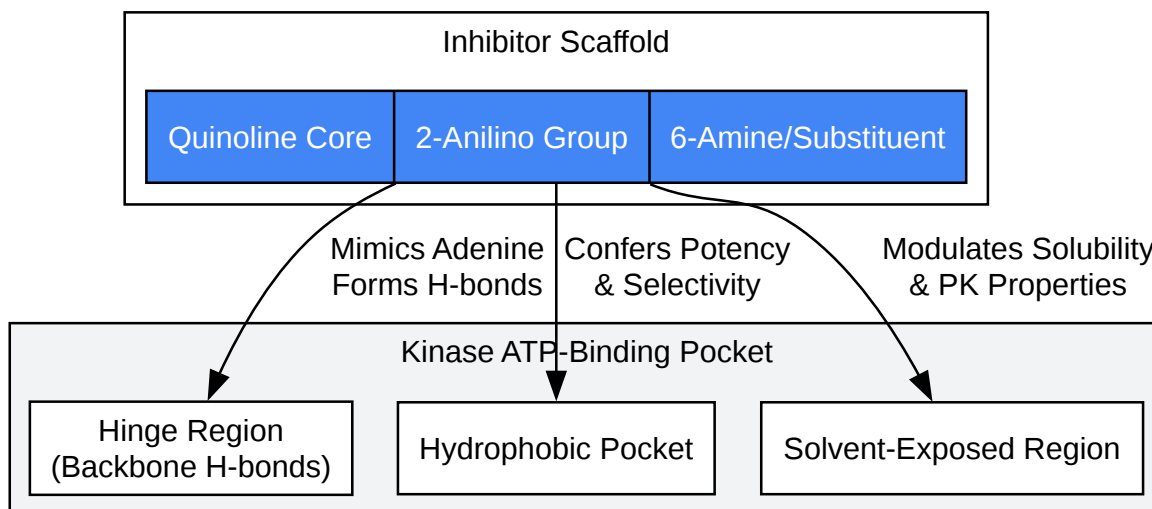 Inhibitor Scaffold
Quinoline Core
2-Anilino Group
6-Amine/Substituent
Mimics Adenine
Forms H-bonds
Confers Potency
& Selectivity
Modulates Solubility
& PK Properties
Kinase ATP-Binding Pocket
Hinge Region
(Backbone H-bonds)
Hydrophobic Pocket
Solvent-Exposed Region